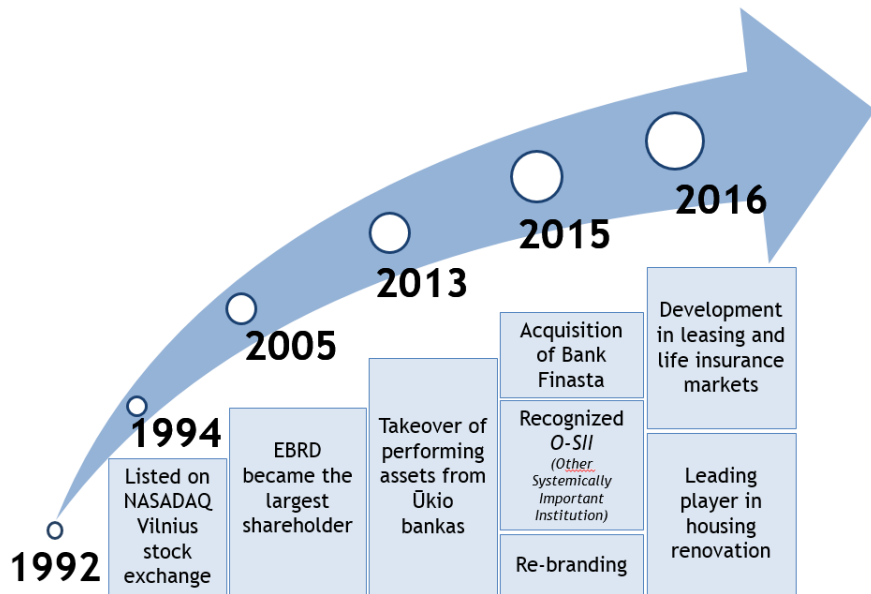 1992
1994
Listed on
NASADAQ
Vilnius
stock
exchange
2005
EBRD
became the
largest
shareholder
2013
Takeover of
performing
assets from
Ūkio
bankas
2015
Acquisition
of Bank
Finasta
Recognized
O-SII
(Other
Systemically
Important
Institution)
Re-branding
2016
Development
in leasing and
life insurance
markets
Leading
player in
housing
renovation